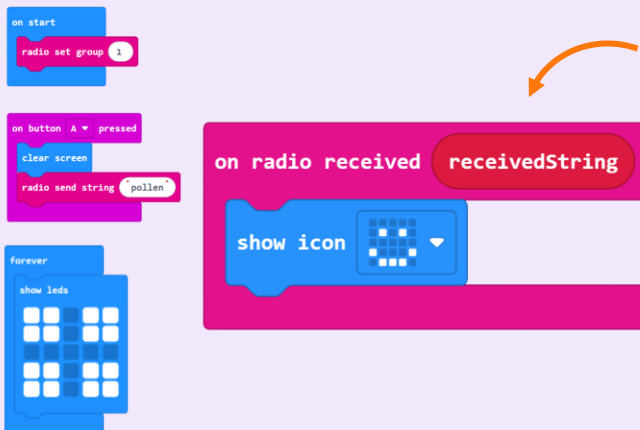 on start
radio set group 1
on button A pressed
clear screen
radio send string "pollen"
forever
show leds
on radio received receivedString
show icon